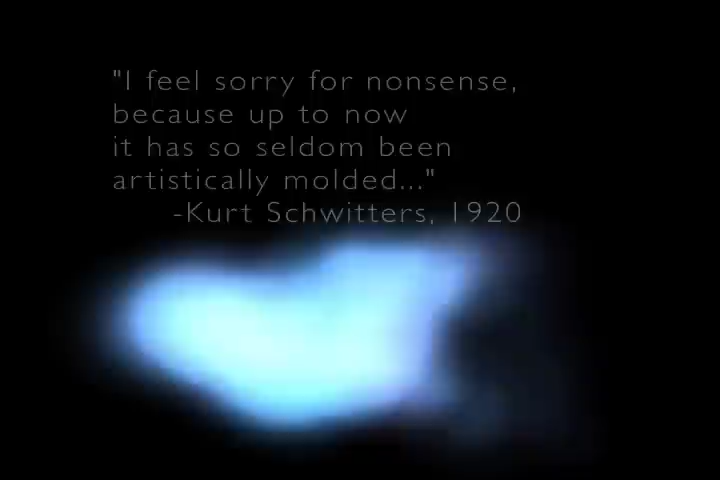 "I feel sorry for nonsense,
because up to now
it has so seldom been
artistically molded..."
-Kurt Schwitters, 1920